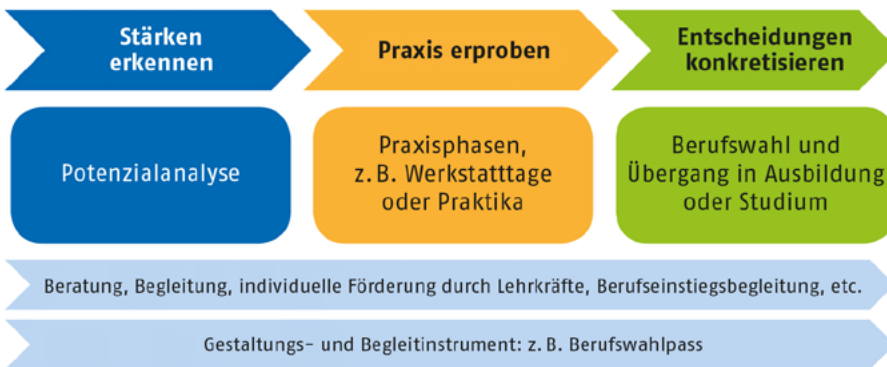 Stärken
erkennen
Praxis erproben
Entscheidungen
konkretisieren
Potenzialanalyse
Praxisphasen,
z. B. Werkstatttage
oder Praktika
Berufswahl und
Übergang in Ausbildung
oder Studium
Beratung, Begleitung, individuelle Förderung durch Lehrkräfte, Berufseinstiegsbegleitung, etc.
Gestaltungs- und Begleitinstrument: z. B. Berufswahlpass